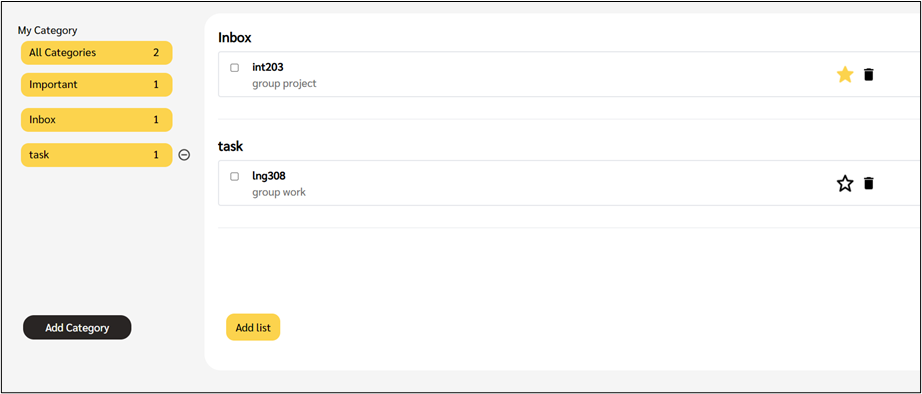 My Category
All Categories 2
Important 1
Inbox 1
task 1
Add Category
Inbox
int203
group project
task
lng308
group work
Add list